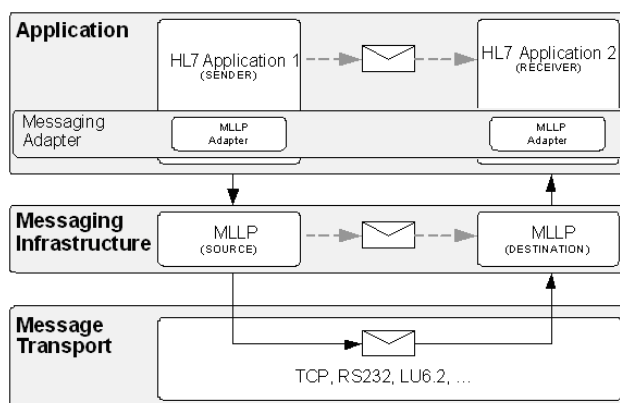 Application
HL7 Application 1
(SENDER)
HL7 Application 2
(RECEIVER)
Messaging
Adapter
MLLP
Adapter
MLLP
Adapter
Messaging
Infrastructure
MLLP
(SOURCE)
MLLP
(DESTINATION)
Message
Transport
TCP, RS232, LU6.2, ...